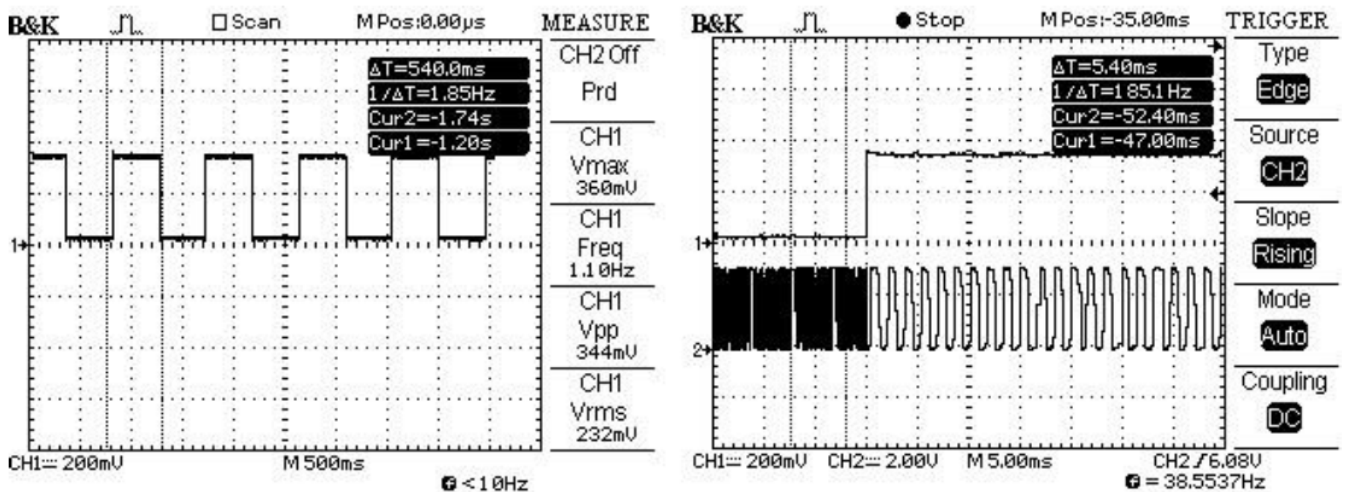 B&K Scan M Pos:0.00µs MEASURE
ΔT=540.0ms
1/ΔT=1.85Hz
Cur2=-1.74s
Cur1=-1.20s
CH2 Off
Prd
CH1
Vmax
360mV
CH1
Freq
1.10Hz
CH1
Vpp
344mV
CH1
Vrms
232mV
1
CH1 200mV M 500ms
<10Hz
B&K Stop M Pos:-35.00ms TRIGGER
ΔT=5.40ms
1/ΔT=185.1Hz
Cur2=-52.40ms
Cur1=-47.00ms
Type
Edge
Source
CH2
Slope
Rising
Mode
Auto
Coupling
DC
1
2
CH1 200mV CH2 2.00V M 5.00ms CH2 6.08V
= 38.5537Hz